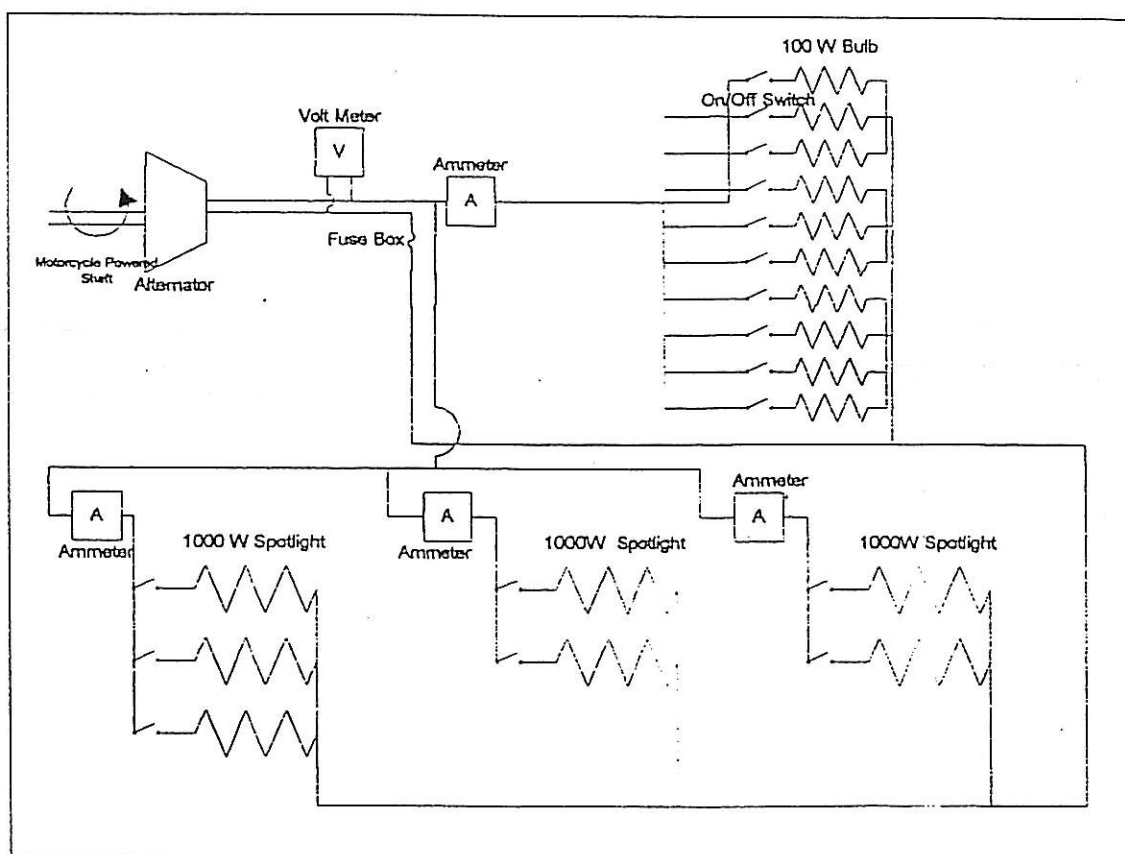 100 W Bulb
On/Off Switch
Volt Meter
V
Ammeter
A
Fuse Box
Motorcycle Powered
Shaft
Alternator
Ammeter
A
A
A
Ammeter
1000 W Spotlight
Ammeter
1000W Spotlight
1000W Spotlight